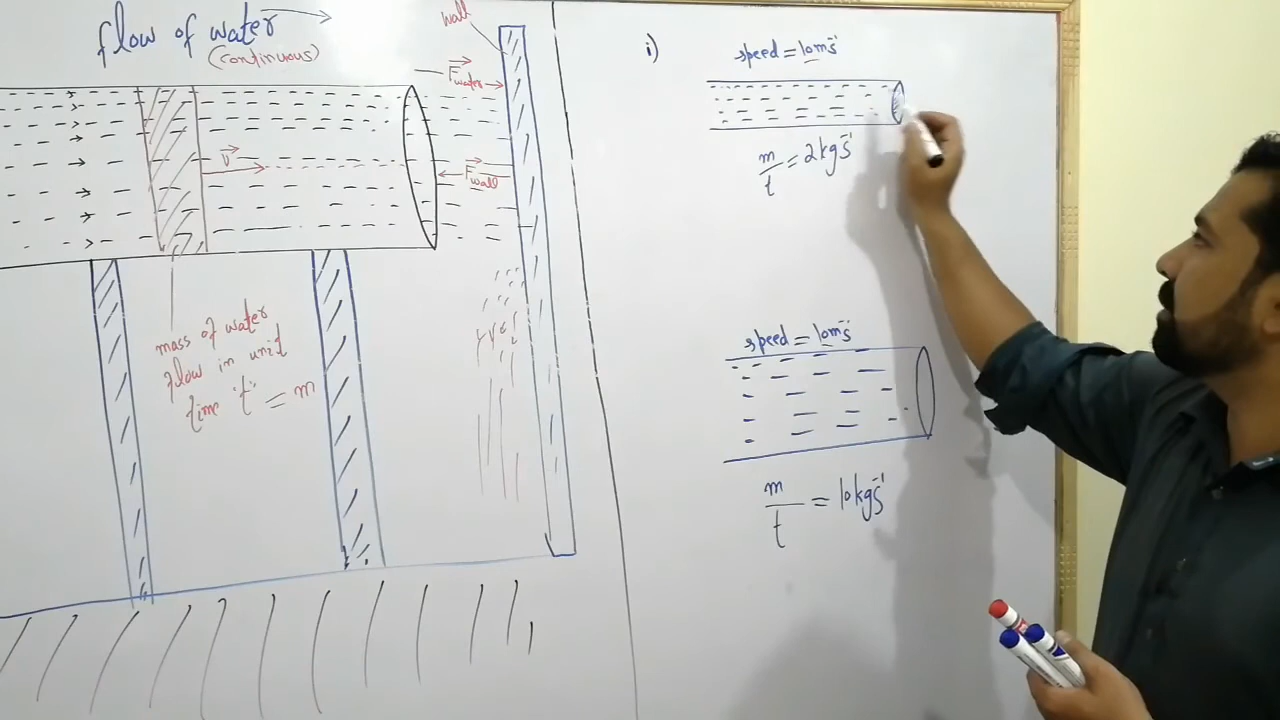 flow of water
(continuous)
wall
F water
v
F wall
mass of water
flow in unit
time "t" = m
i)
speed = 10ms⁻¹
m/t = 2kgs⁻¹
speed = 10ms⁻¹
m/t = 10kgs⁻¹